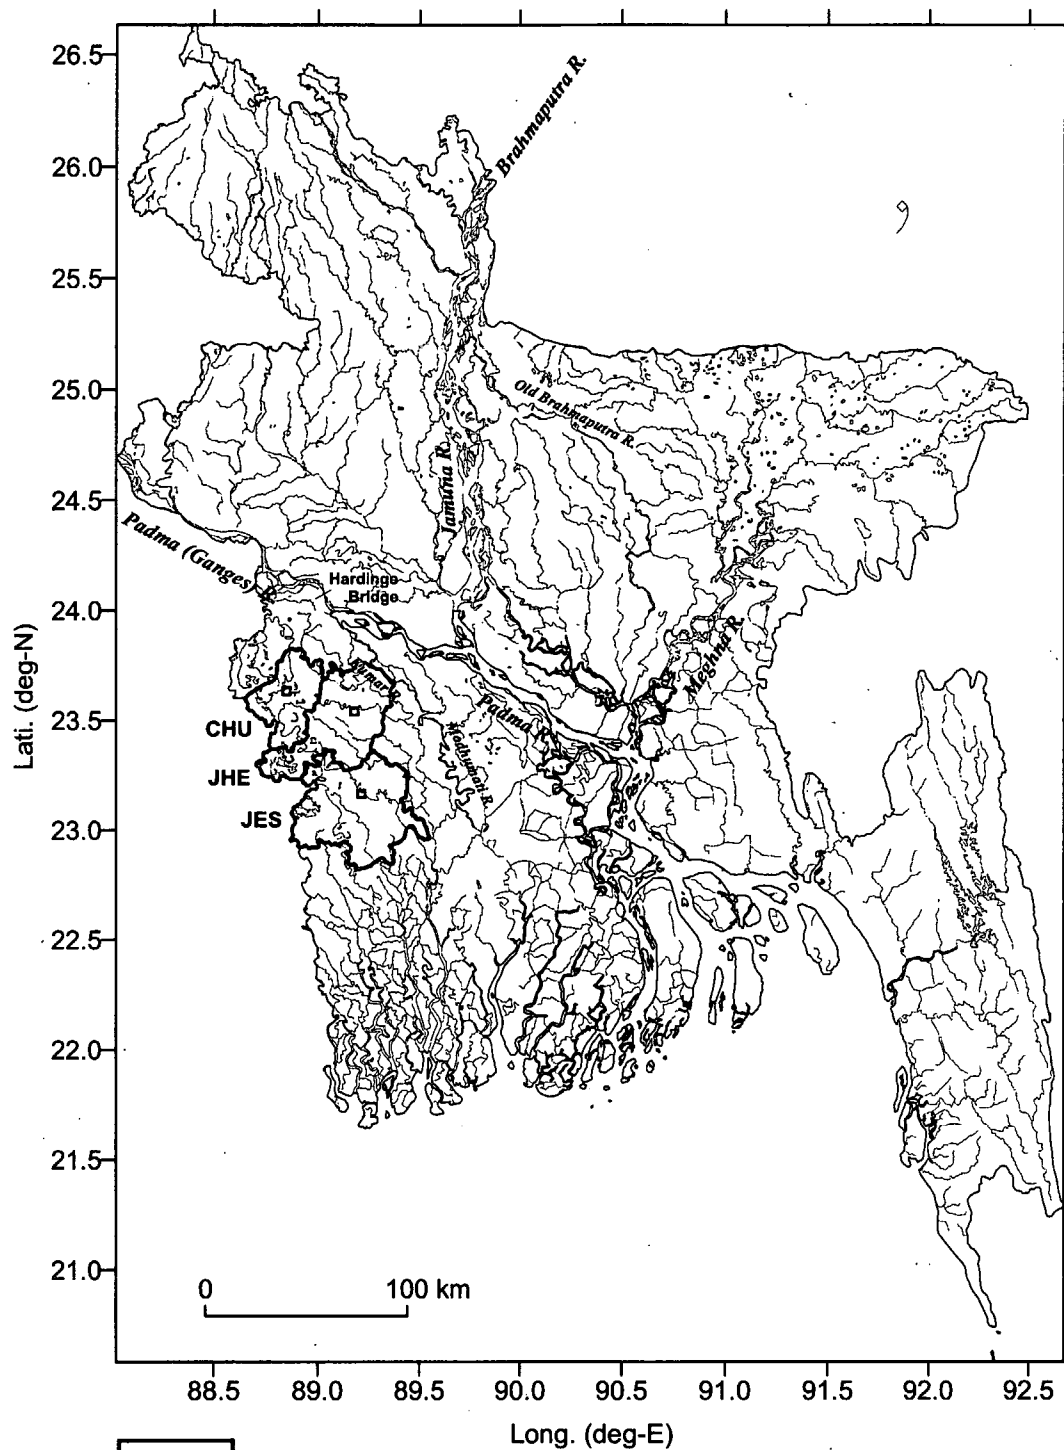 26.5
26.0
25.5
25.0
24.5
24.0
23.5
23.0
22.5
22.0
21.5
21.0
Lati. (deg-N)
Brahmaputra R.
Old Brahmaputra R.
Jamuna R.
Padma (Ganges) R.
Hardinge
Bridge
Kumar R.
Meghna R.
Padma R.
Modhumati R.
CHU
JHE
JES
0 100 km
88.5 89.0 89.5 90.0 90.5 91.0 91.5 92.0 92.5
Long. (deg-E)